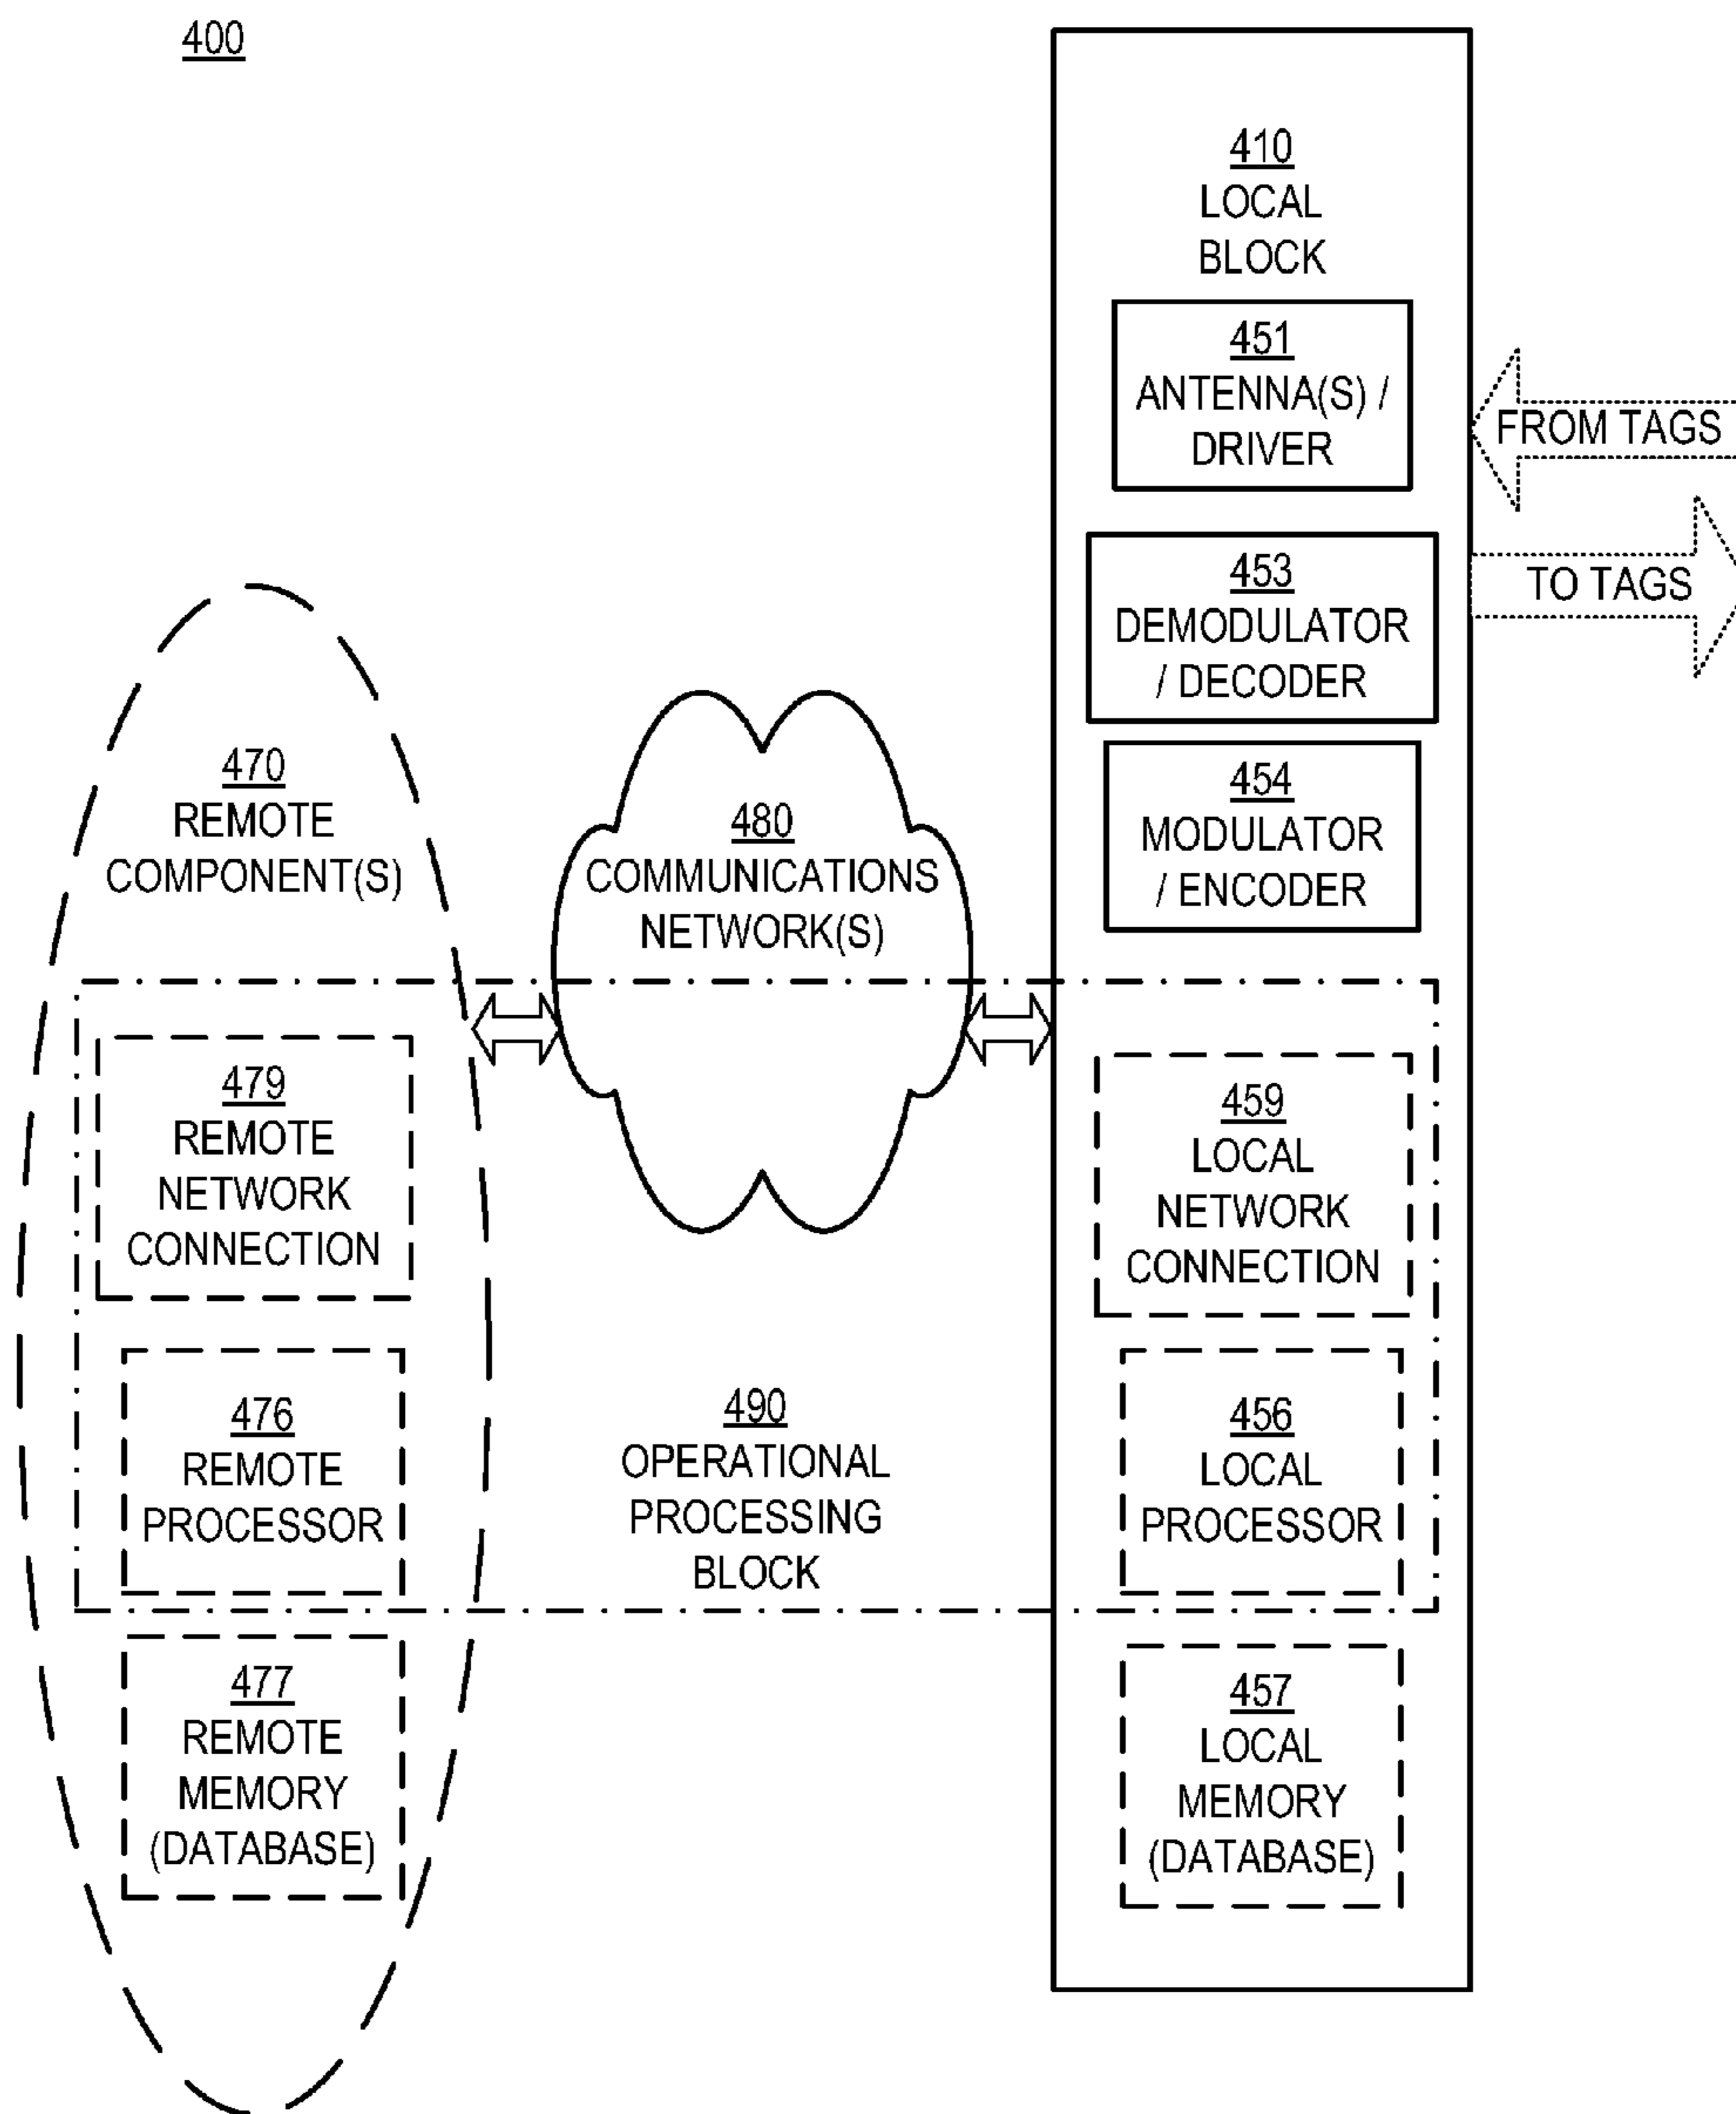 400
410
LOCAL
BLOCK
451
ANTENNA(S) /
DRIVER
FROM TAGS
453
DEMODULATOR
/ DECODER
TO TAGS
454
MODULATOR
/ ENCODER
470
REMOTE
COMPONENT(S)
480
COMMUNICATIONS
NETWORK(S)
479
REMOTE
NETWORK
CONNECTION
459
LOCAL
NETWORK
CONNECTION
476
REMOTE
PROCESSOR
490
OPERATIONAL
PROCESSING
BLOCK
456
LOCAL
PROCESSOR
477
REMOTE
MEMORY
(DATABASE)
457
LOCAL
MEMORY
(DATABASE)